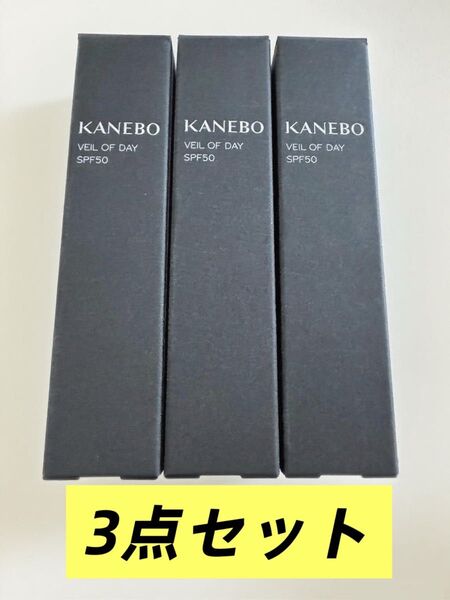 KANEBO
VEIL OF DAY
SPF50
KANEBO
VEIL OF DAY
SPF50
KANEBO
VEIL OF DAY
SPF50
3点セット